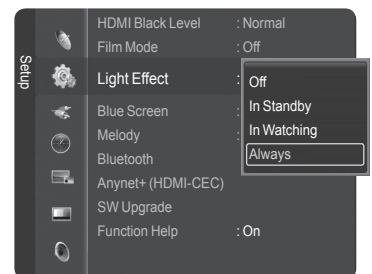 Setup
HDMI Black Level : Normal
Film Mode : Off
Light Effect :
Off
In Standby
In Watching
Always
Blue Screen :
Melody :
Bluetooth
Anynet+ (HDMI-CEC)
SW Upgrade
Function Help : On